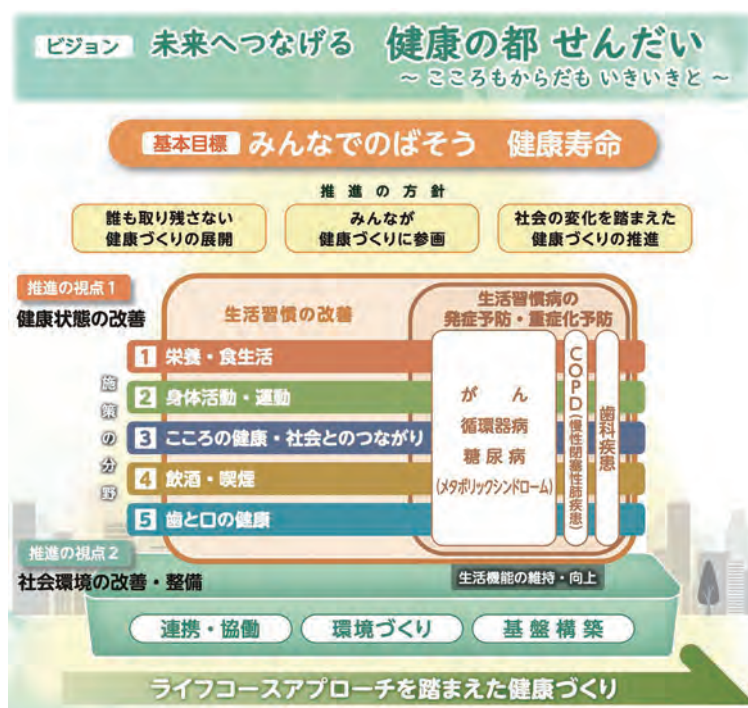 ビジョン 未来へつなげる 健康の都 せんだい
～ こころもからだも いきいきと ～
基本目標 みんなでのばそう 健康寿命
推進の方針
誰も取り残さない
健康づくりの展開
みんなが
健康づくりに参画
社会の変化を踏まえた
健康づくりの推進
推進の視点1
健康状態の改善
生活習慣の改善
生活習慣病の
発症予防・重症化予防
施策の分野
1 栄養・食生活
2 身体活動・運動
3 こころの健康・社会とのつながり
4 飲酒・喫煙
5 歯と口の健康
がん
循環器病
糖尿病
(メタボリックシンドローム)
COPD(慢性閉塞性肺疾患)
歯科疾患
推進の視点2
社会環境の改善・整備
生活機能の維持・向上
連携・協働
環境づくり
基盤構築
ライフコースアプローチを踏まえた健康づくり